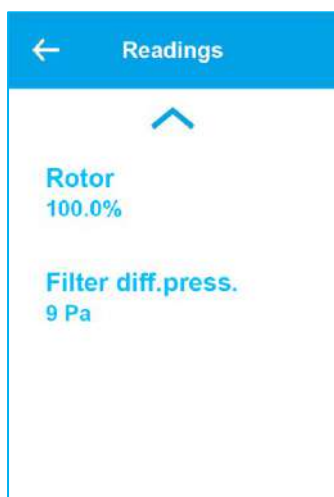 Readings
Rotor
100.0%
Filter diff.press.
9 Pa